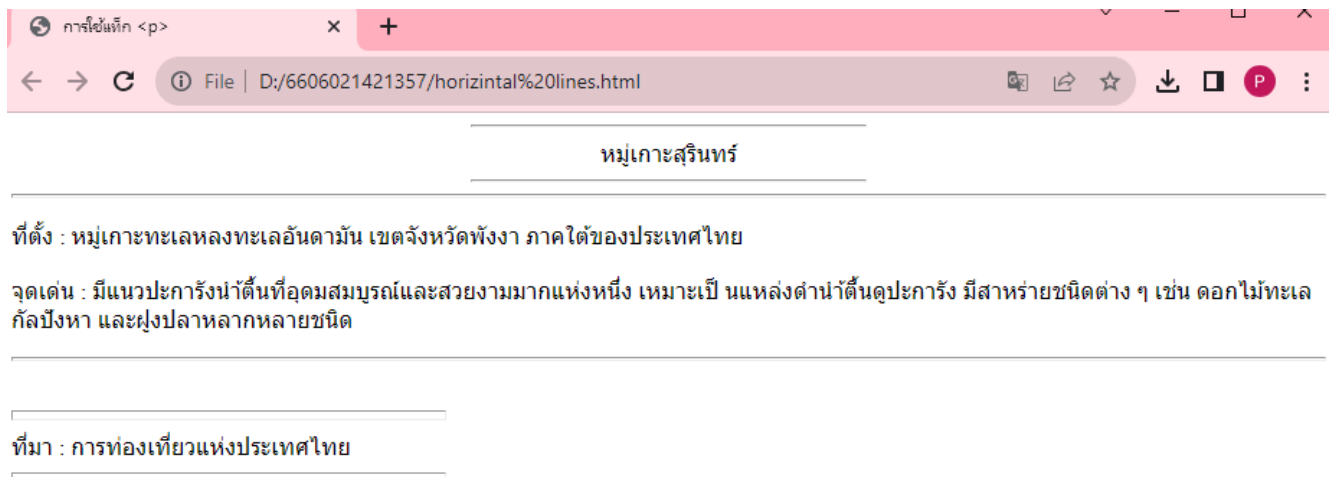 การใช้แท็ก <p>
File | D:/6606021421357/horizintal%20lines.html
P
หมู่เกาะสุรินทร์
ที่ตั้ง : หมู่เกาะทะเลหลงทะเลอันดามัน เขตจังหวัดพังงา ภาคใต้ของประเทศไทย
จุดเด่น : มีแนวปะการังนำ้ตื้นที่อุดมสมบูรณ์และสวยงามมากแห่งหนึ่ง เหมาะเป็ นแหล่งดำนำ้ตื้นดูปะการัง มีสาหร่ายชนิดต่าง ๆ เช่น ดอกไม้ทะเล
กัลปังหา และฝูงปลาหลากหลายชนิด
ที่มา : การท่องเที่ยวแห่งประเทศไทย